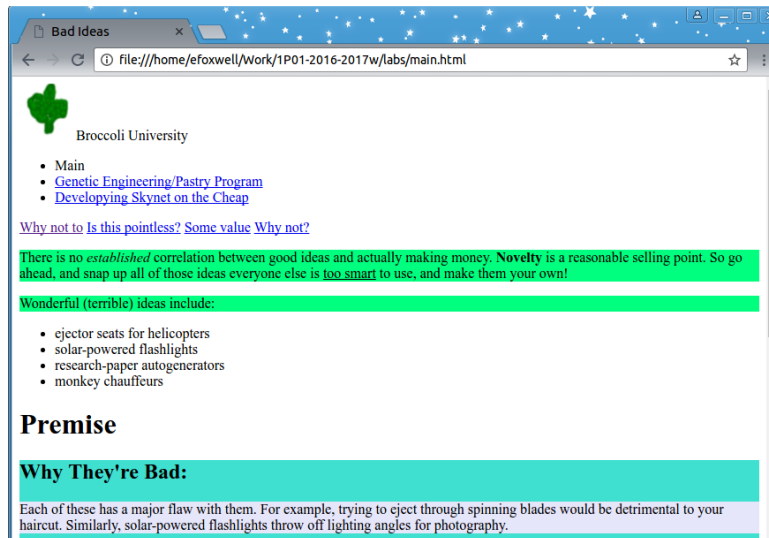 Bad Ideas
file:///home/efoxwell/Work/1P01-2016-2017w/labs/main.html
Broccoli University
Main
Genetic Engineering/Pastry Program
Developying Skynet on the Cheap
Why not to Is this pointless? Some value Why not?
There is no established correlation between good ideas and actually making money. Novelty is a reasonable selling point. So go
ahead, and snap up all of those ideas everyone else is too smart to use, and make them your own!
Wonderful (terrible) ideas include:
ejector seats for helicopters
solar-powered flashlights
research-paper autogenerators
monkey chauffeurs
Premise
Why They're Bad:
Each of these has a major flaw with them. For example, trying to eject through spinning blades would be detrimental to your
haircut. Similarly, solar-powered flashlights throw off lighting angles for photography.